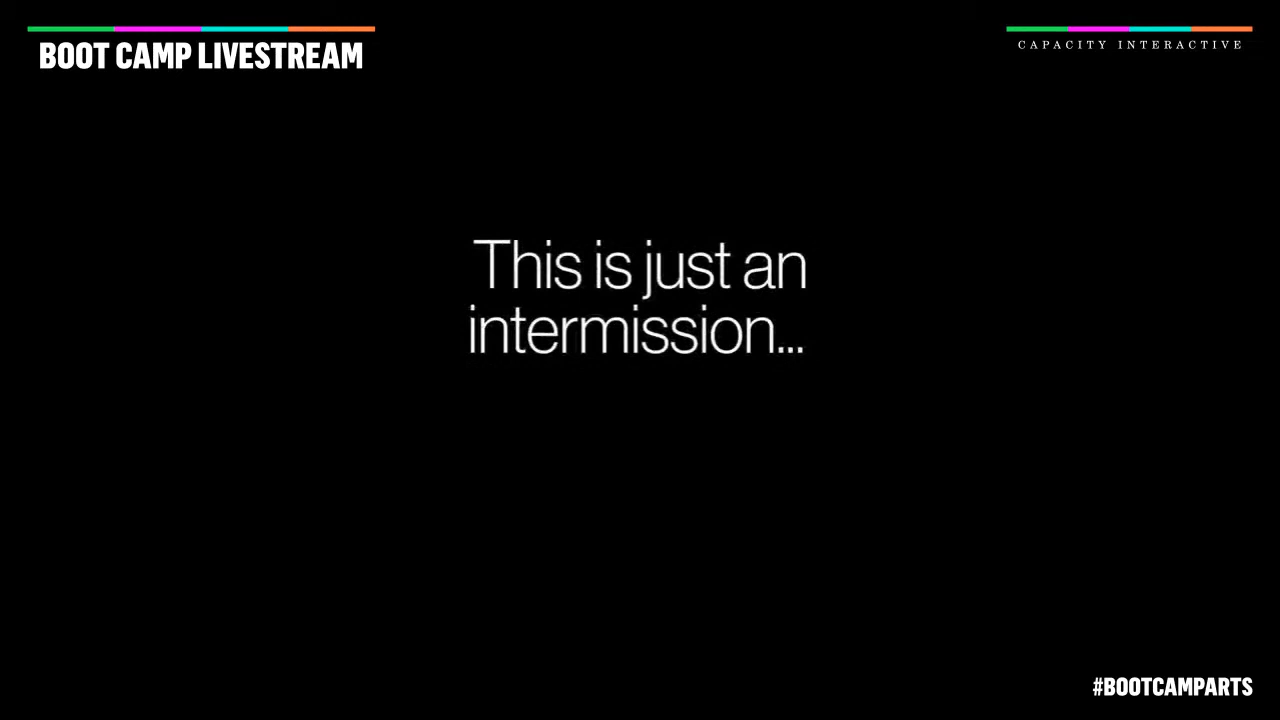 BOOT CAMP LIVESTREAM
CAPACITY INTERACTIVE
This is just an
intermission...
#BOOTCAMPARTS